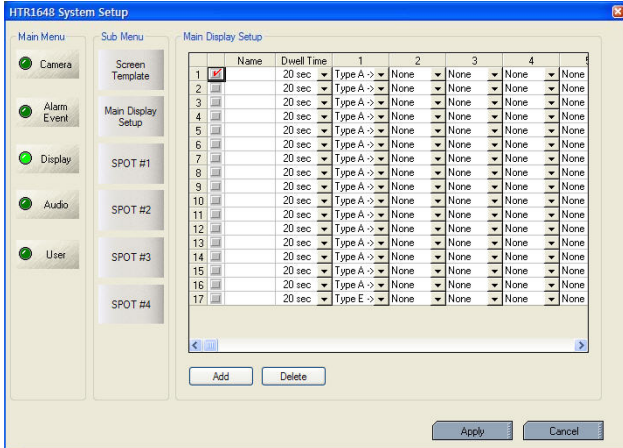 HTR1648 System Setup
Main Menu
Camera
Alarm
Event
Display
Audio
User
Sub Menu
Screen
Template
Main Display
Setup
SPOT #1
SPOT #2
SPOT #3
SPOT #4
Main Display Setup
Name Dwell Time 1 2 3 4 5
1 20 sec Type A -> None None None None
2 20 sec Type A -> None None None None
3 20 sec Type A -> None None None None
4 20 sec Type A -> None None None None
5 20 sec Type A -> None None None None
6 20 sec Type A -> None None None None
7 20 sec Type A -> None None None None
8 20 sec Type A -> None None None None
9 20 sec Type A -> None None None None
10 20 sec Type A -> None None None None
11 20 sec Type A -> None None None None
12 20 sec Type A -> None None None None
13 20 sec Type A -> None None None None
14 20 sec Type A -> None None None None
15 20 sec Type A -> None None None None
16 20 sec Type A -> None None None None
17 20 sec Type E -> None None None None
Add Delete
Apply Cancel